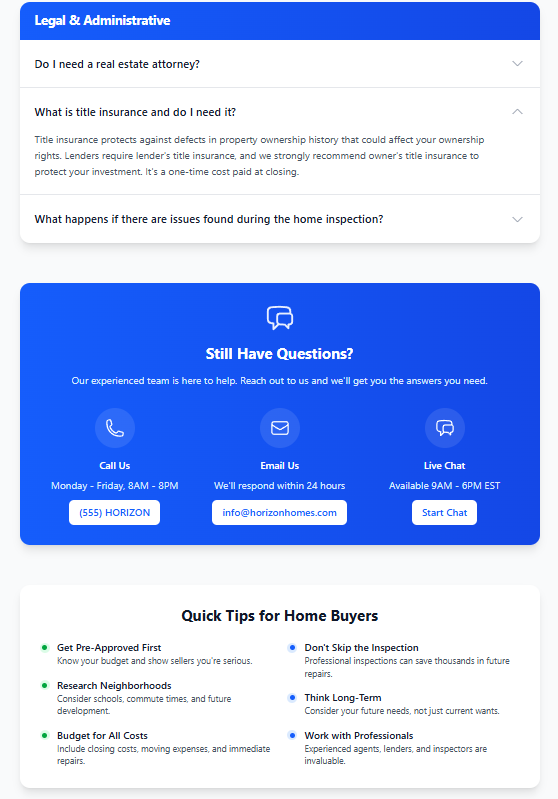 Legal & Administrative
Do I need a real estate attorney?
What is title insurance and do I need it?
Title insurance protects against defects in property ownership history that could affect your ownership
rights. Lenders require lender's title insurance, and we strongly recommend owner's title insurance to
protect your investment. It's a one-time cost paid at closing.
What happens if there are issues found during the home inspection?
Still Have Questions?
Our experienced team is here to help. Reach out to us and we'll get you the answers you need.
Call Us
Monday - Friday, 8AM - 8PM
(555) HORIZON
Email Us
We'll respond within 24 hours
info@horizonhomes.com
Live Chat
Available 9AM - 6PM EST
Start Chat
Quick Tips for Home Buyers
Get Pre-Approved First
Know your budget and show sellers you're serious.
Research Neighborhoods
Consider schools, commute times, and future
development.
Budget for All Costs
Include closing costs, moving expenses, and immediate
repairs.
Don't Skip the Inspection
Professional inspections can save thousands in future
repairs.
Think Long-Term
Consider your future needs, not just current wants.
Work with Professionals
Experienced agents, lenders, and inspectors are
invaluable.